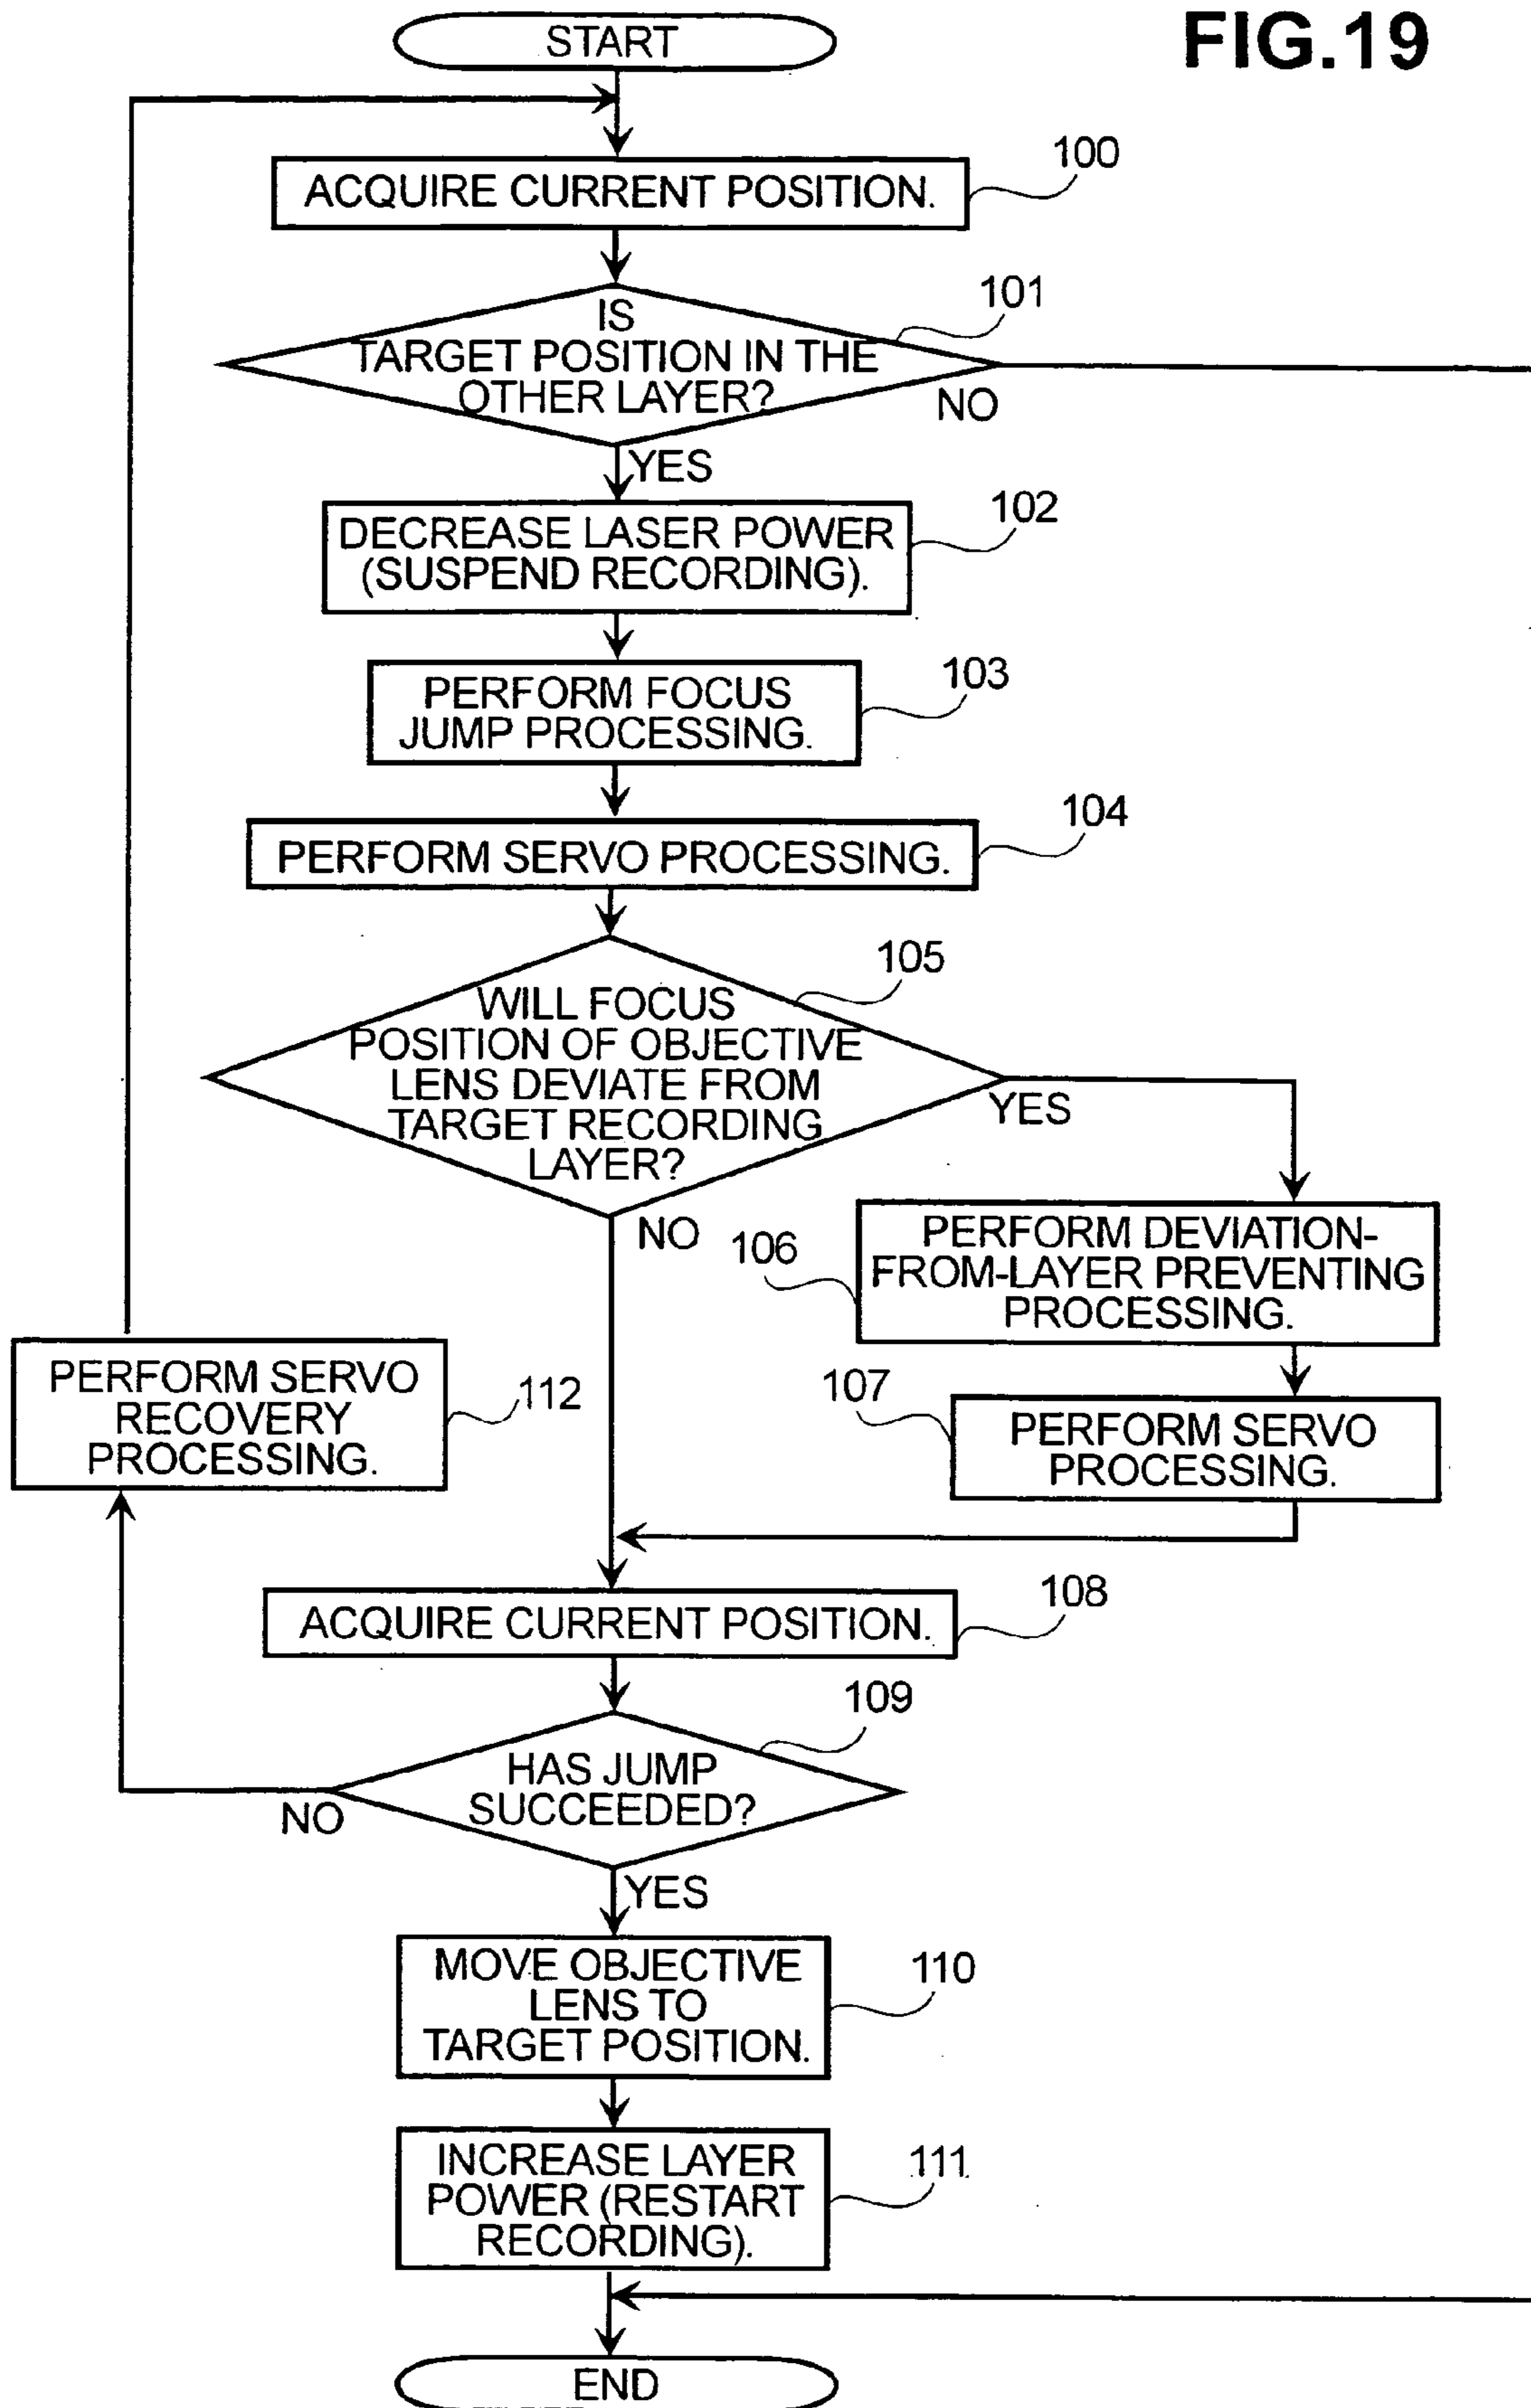 FIG.19
START
ACQUIRE CURRENT POSITION.
100
IS
TARGET POSITION IN THE
OTHER LAYER?
101
NO
YES
DECREASE LASER POWER
(SUSPEND RECORDING).
102
PERFORM FOCUS
JUMP PROCESSING.
103
PERFORM SERVO PROCESSING.
104
WILL FOCUS
POSITION OF OBJECTIVE
LENS DEVIATE FROM
TARGET RECORDING
LAYER?
105
YES
NO
106
PERFORM DEVIATION-
FROM-LAYER PREVENTING
PROCESSING.
107
PERFORM SERVO
PROCESSING.
PERFORM SERVO
RECOVERY
PROCESSING.
112
ACQUIRE CURRENT POSITION.
108
HAS JUMP
SUCCEEDED?
109
NO
YES
MOVE OBJECTIVE
LENS TO
TARGET POSITION.
110
INCREASE LAYER
POWER (RESTART
RECORDING).
111
END